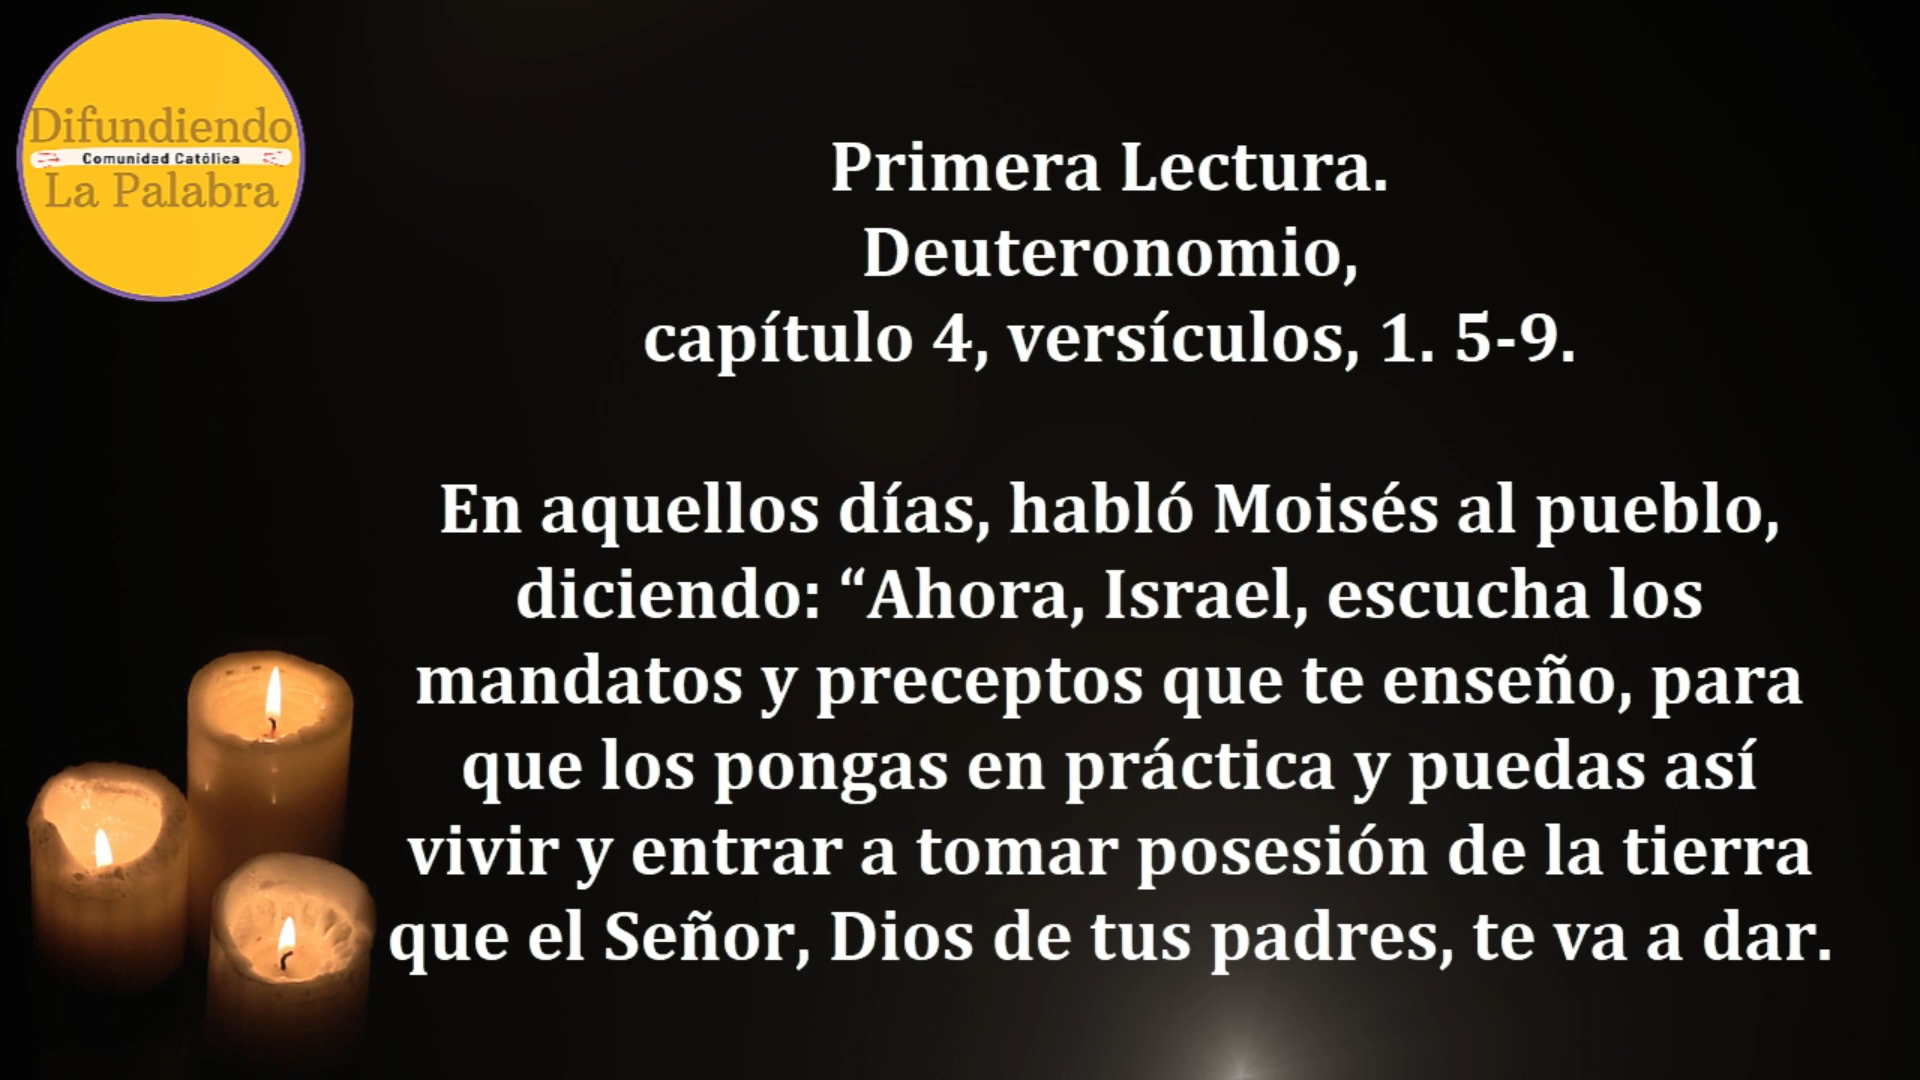 Difundiendo
Comunidad Católica
La Palabra
Primera Lectura.
Deuteronomio,
capítulo 4, versículos, 1. 5-9.
En aquellos días, habló Moisés al pueblo,
diciendo: “Ahora, Israel, escucha los
mandatos y preceptos que te enseño, para
que los pongas en práctica y puedas así
vivir y entrar a tomar posesión de la tierra
que el Señor, Dios de tus padres, te va a dar.